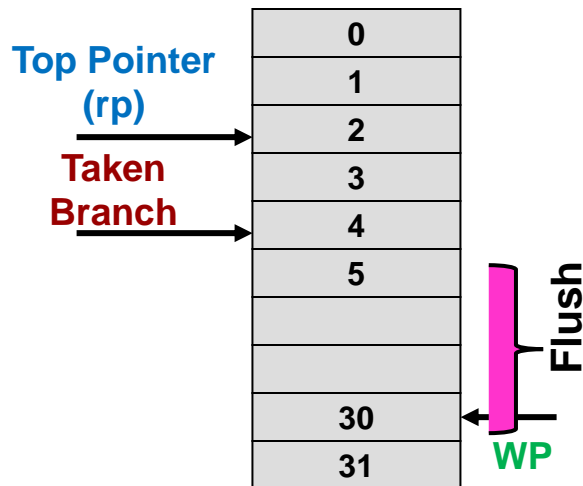 Top Pointer
(rp)
Taken
Branch
0
1
2
3
4
5
30
31
Flush
WP